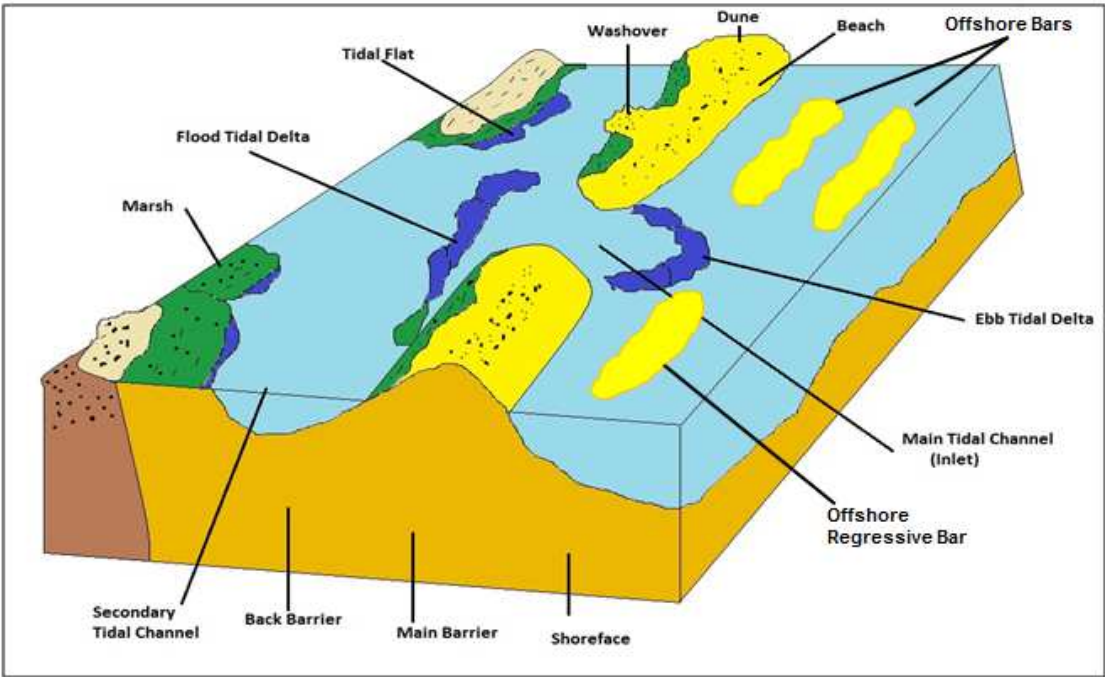 Dune
Offshore Bars
Washover
Beach
Tidal Flat
Flood Tidal Delta
Marsh
Ebb Tidal Delta
Main Tidal Channel
(Inlet)
Offshore
Regressive Bar
Secondary
Tidal Channel
Back Barrier
Main Barrier
Shoreface